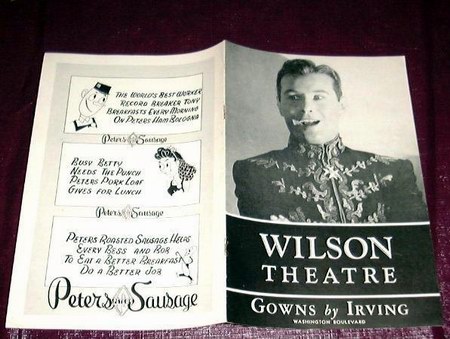 THE WORLD'S BEST WORKER
RECORD BREAKER TONY
BREAKFASTS EVERY MORNING
ON PETERS HAM BOLOGNA
Peters Sausage
BUSY BETTY
NEEDS THE PUNCH
PETERS PORK LOAF
GIVES FOR LUNCH
Peters Sausage
PETERS ROASTED SAUSAGE HELPS
EVERY BESS AND BOB
TO EAT A BETTER BREAKFAST
DO A BETTER JOB
Peters Sausage
WILSON
THEATRE
GOWNS by IRVING
WASHINGTON BOULEVARD